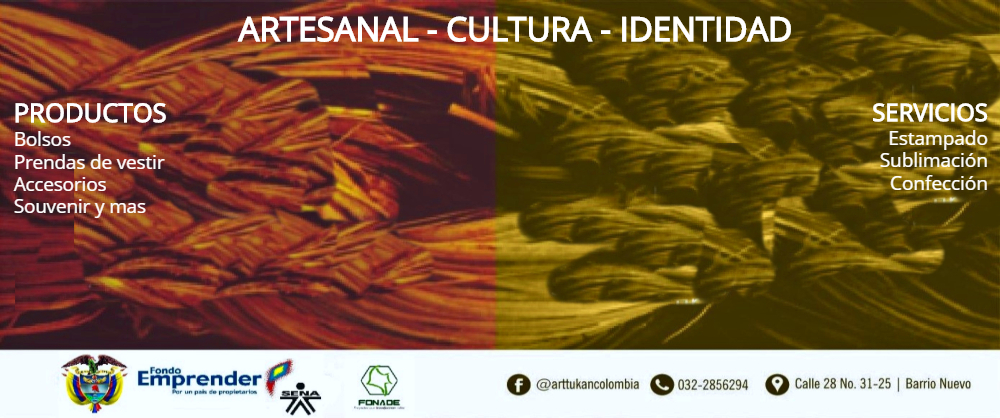 ARTESANAL - CULTURA - IDENTIDAD
PRODUCTOS
Bolsos
Prendas de vestir
Accesorios
Souvenir y mas
SERVICIOS
Estampado
Sublimación
Confección
Fondo
Emprender
Por un país de propietarios
SENA
FONADE
@arttukancolombia
032-2856294
Calle 28 No. 31-25 | Barrio Nuevo